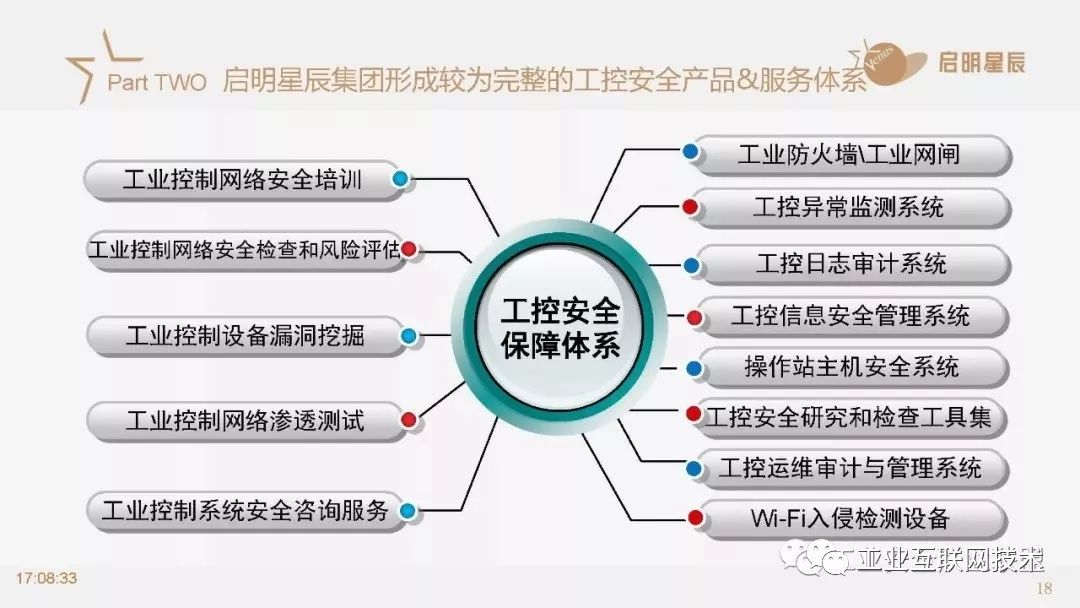 Part TWO 启明星辰集团形成较为完整的工控安全产品&服务体系
Venus
启明星辰
工业控制网络安全培训
工业控制网络安全检查和风险评估
工业控制设备漏洞挖掘
工业控制网络渗透测试
工业控制系统安全咨询服务
工控安全
保障体系
工业防火墙\工业网闸
工控异常监测系统
工控日志审计系统
工控信息安全管理系统
操作站主机安全系统
工控安全研究和检查工具集
工控运维审计与管理系统
Wi-Fi入侵检测设备
17:08:33
18